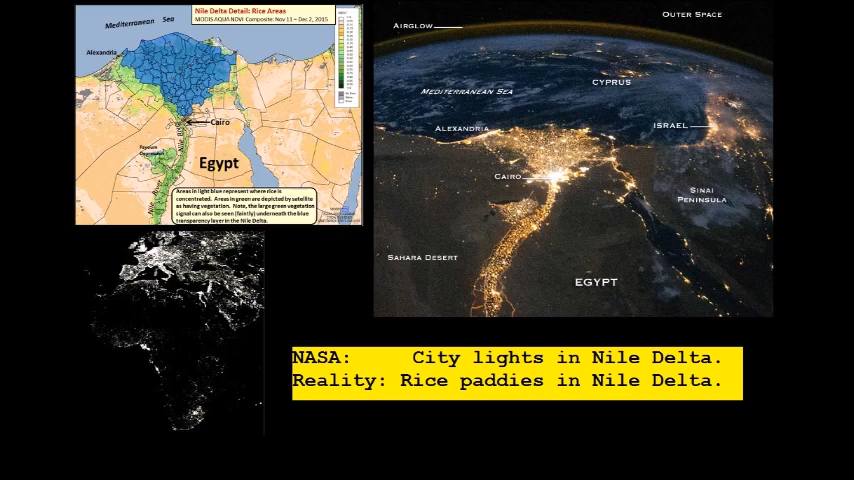 Nile Delta Detail: Rice Areas
MODIS AQUA NDVI Composite: Nov 11 – Dec 2, 2015
Mediterranean Sea
Alexandria
Cairo
Nile River
Fayoum
Depression
Egypt
Areas in light blue represent where rice is
concentrated. Areas in green are depicted by satellite
as having vegetation. Note, the large green vegetation
signal can also be seen (faintly) underneath the blue
transparency layer in the Nile Delta.
AIRGLOW
OUTER SPACE
CYPRUS
MEDITERRANEAN SEA
ALEXANDRIA
ISRAEL
CAIRO
SINAI
PENINSULA
SAHARA DESERT
EGYPT
NASA: City lights in Nile Delta.
Reality: Rice paddies in Nile Delta.